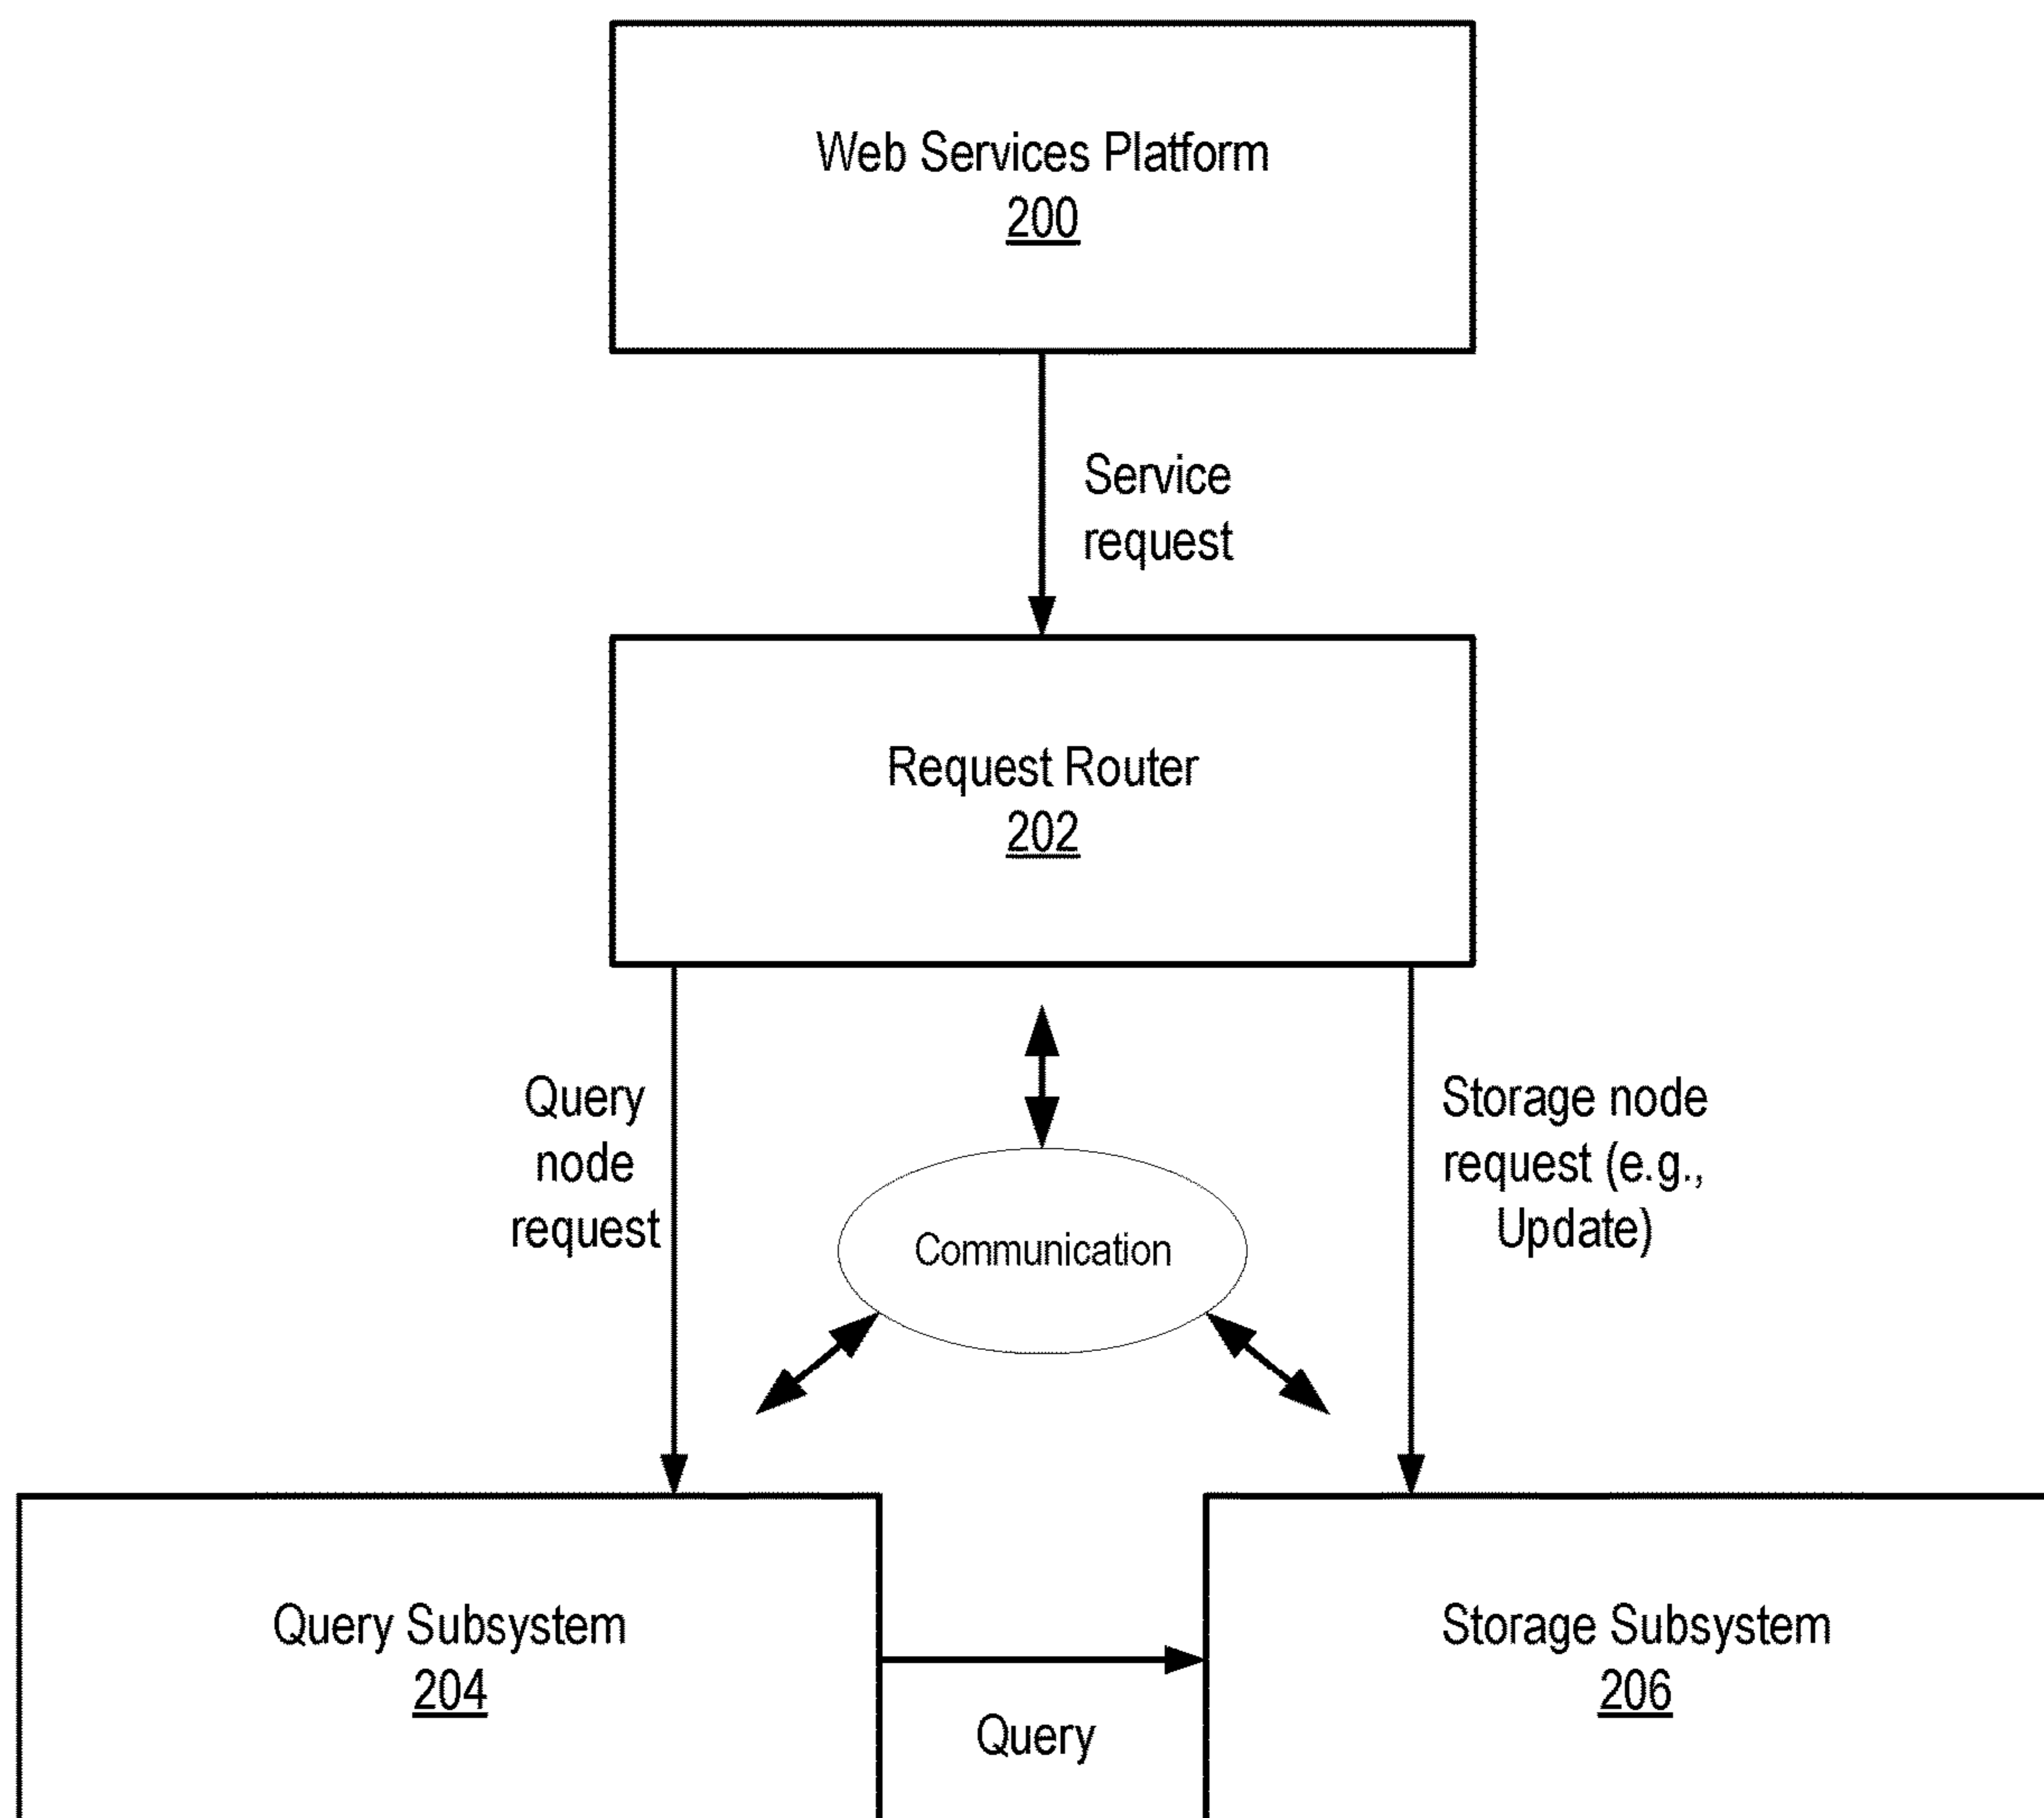 Web Services Platform
200
Service
request
Request Router
202
Query
node
request
Storage node
request (e.g.,
Update)
Communication
Query Subsystem
204
Query
Storage Subsystem
206